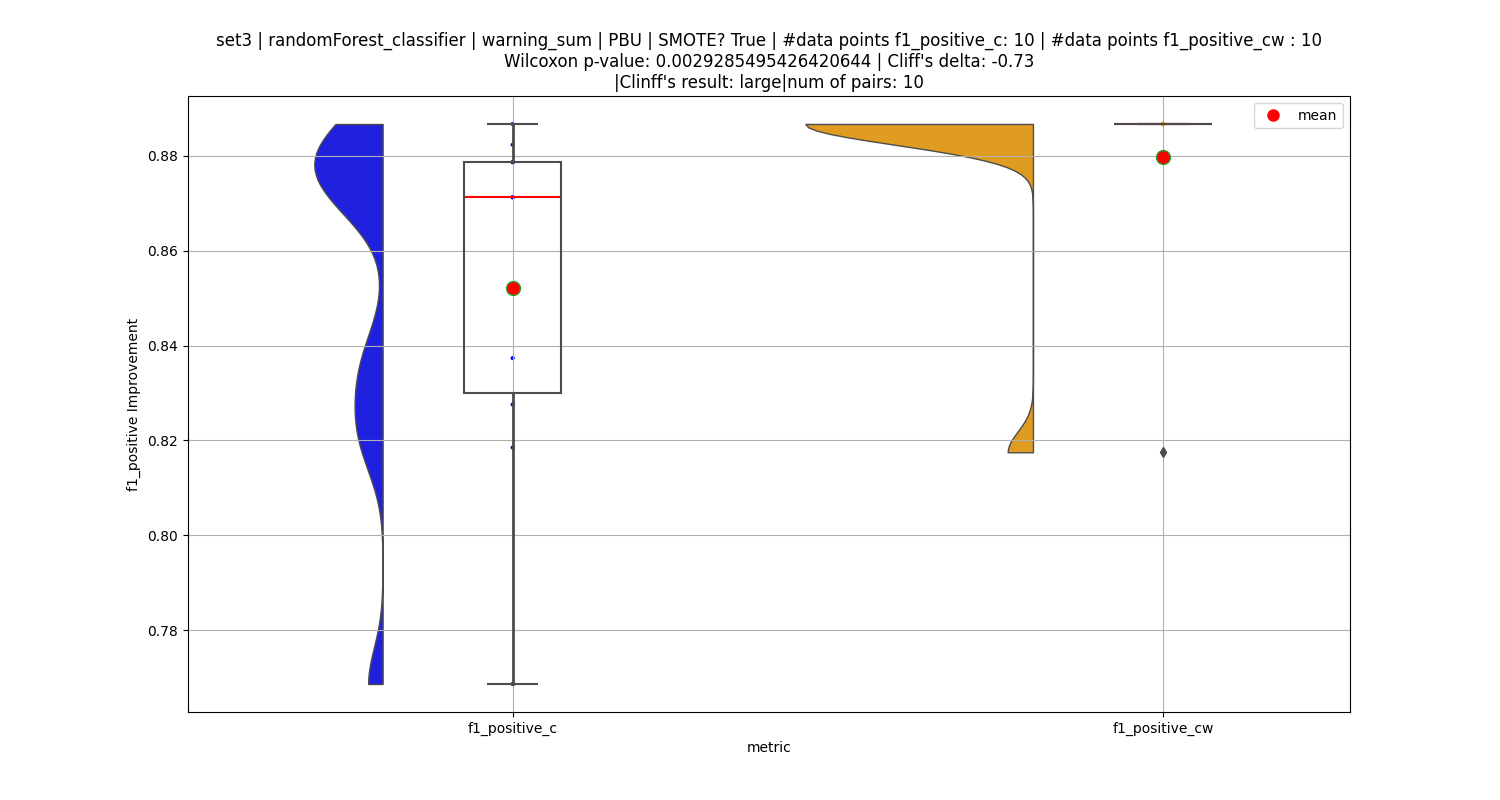 set3 | randomForest_classifier | warning_sum | PBU | SMOTE? True | #data points f1_positive_c: 10 | #data points f1_positive_cw : 10
Wilcoxon p-value: 0.0029285495426420644 | Cliff's delta: -0.73
|Clinff's result: large|num of pairs: 10
mean
0.88
0.86
0.84
0.82
0.80
0.78
f1_positive Improvement
f1_positive_c
f1_positive_cw
metric